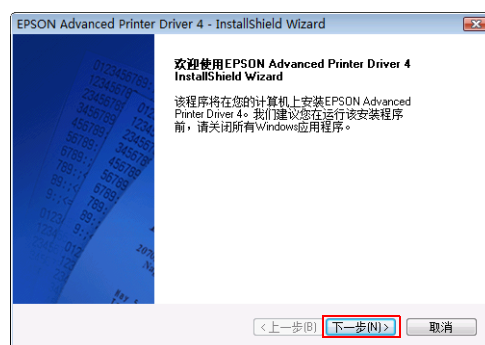 EPSON Advanced Printer Driver 4 - InstallShield Wizard
欢迎使用EPSON Advanced Printer Driver 4
InstallShield Wizard
该程序将在您的计算机上安装EPSON Advanced
Printer Driver 4。我们建议您在运行该安装程序
前，请关闭所有Windows应用程序。
<上一步(B) 下一步(N)> 取消